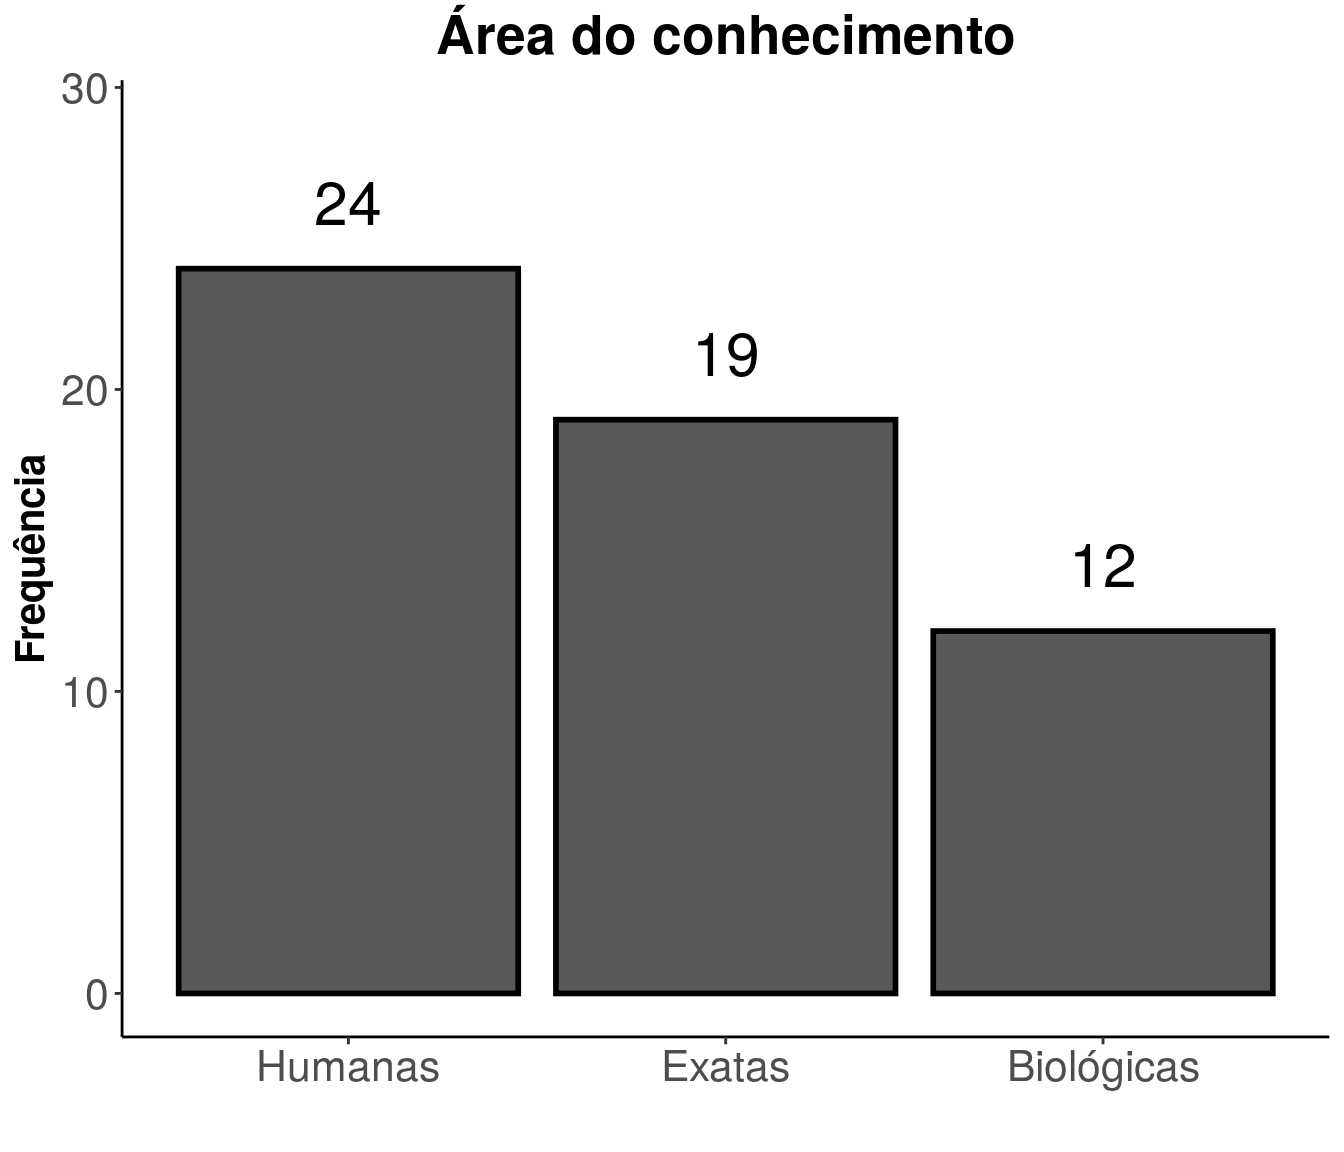 Área do conhecimento
Frequência
30
20
10
0
24
19
12
Humanas
Exatas
Biológicas